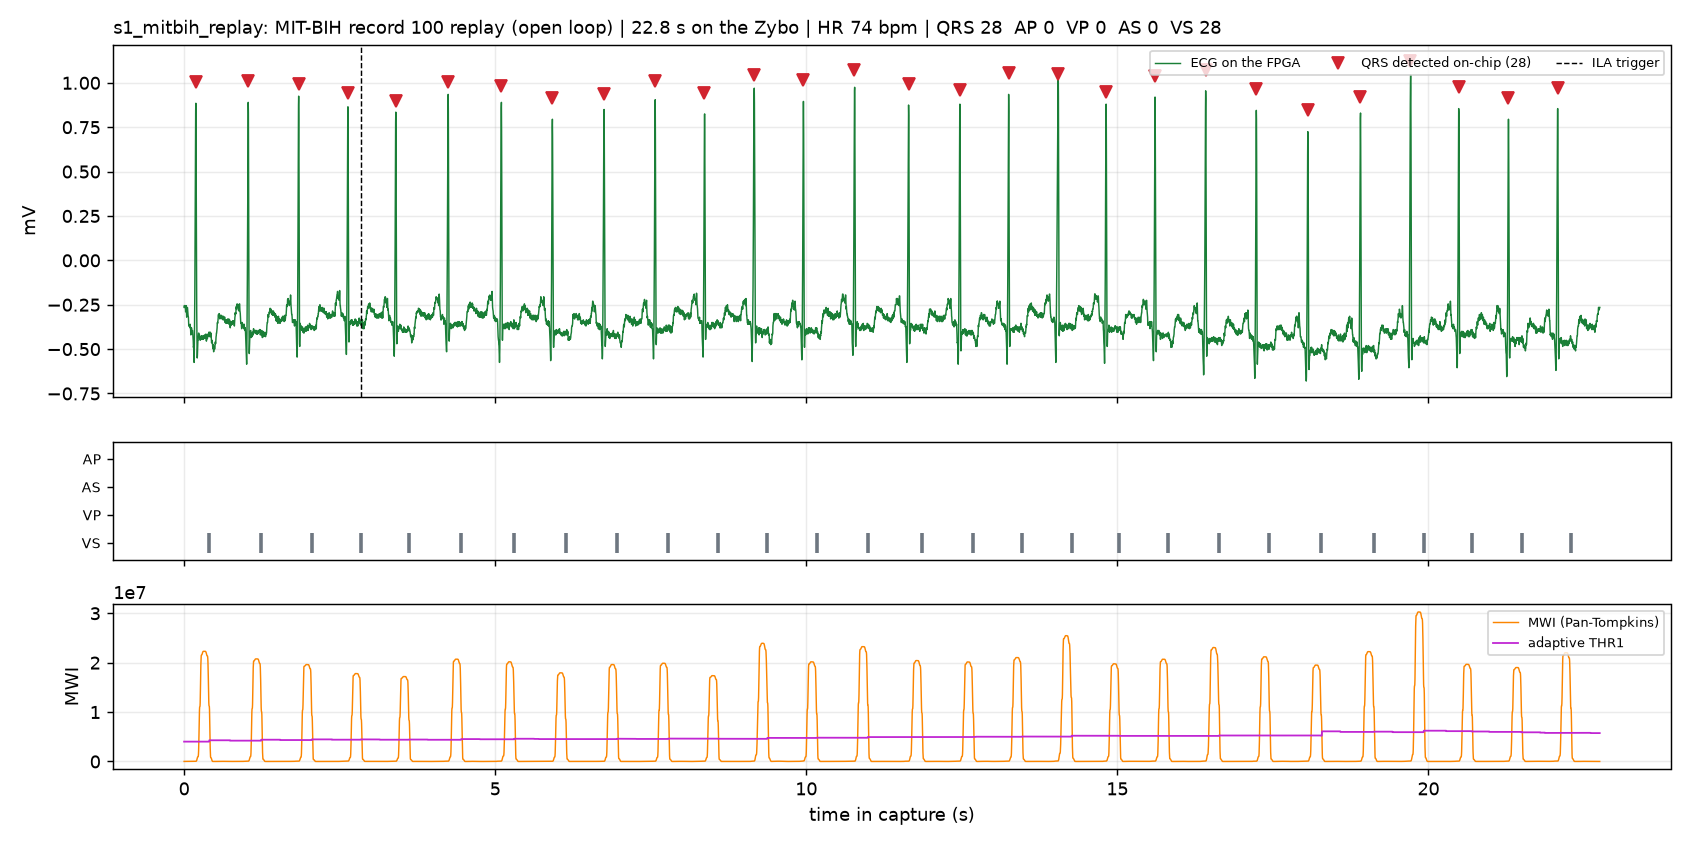 s1_mitbih_replay: MIT-BIH record 100 replay (open loop) | 22.8 s on the Zybo | HR 74 bpm | QRS 28  AP 0  VP 0  AS 0  VS 28
ECG on the FPGA
QRS detected on-chip (28)
ILA trigger
1.00
0.75
0.50
0.25
0.00
−0.25
−0.50
−0.75
mV
AP
AS
VP
VS
1e7
MWI (Pan-Tompkins)
adaptive THR1
3
2
1
0
MWI
0
5
10
15
20
time in capture (s)